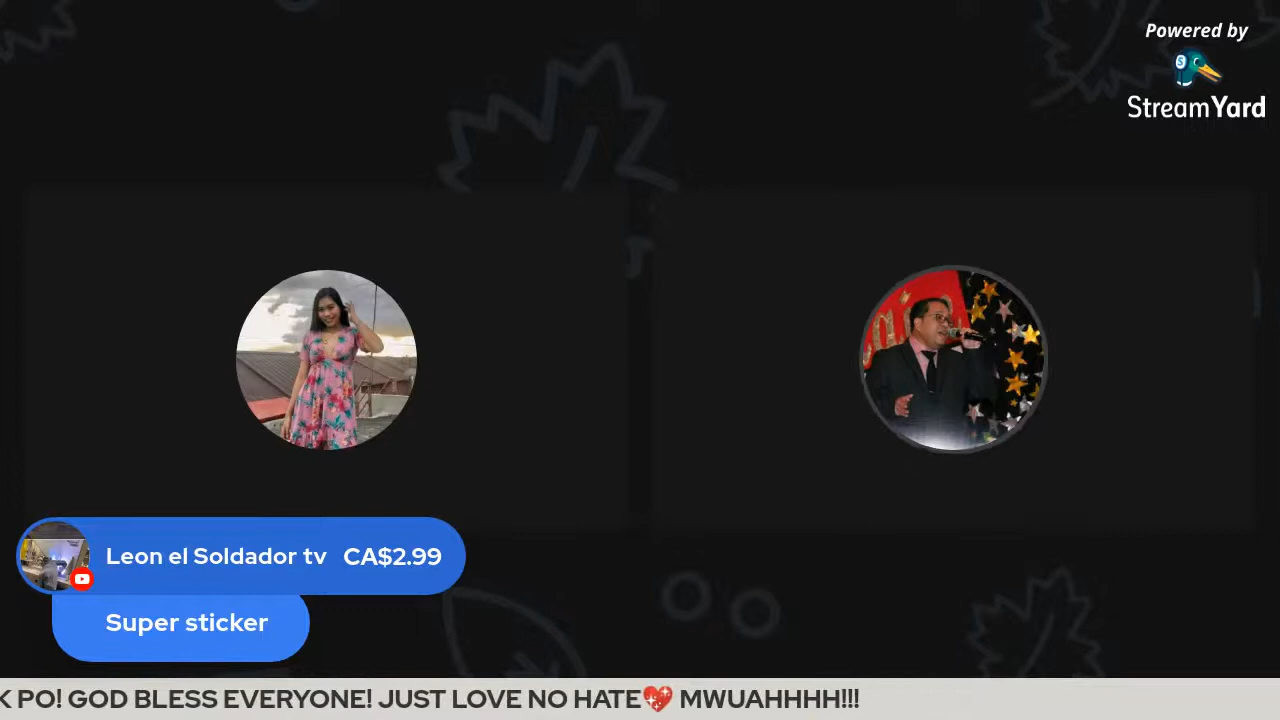 Powered by
StreamYard
Leon el Soldador tv CA$2.99
Super sticker
K PO! GOD BLESS EVERYONE! JUST LOVE NO HATE💖 MWUAHHHH!!!